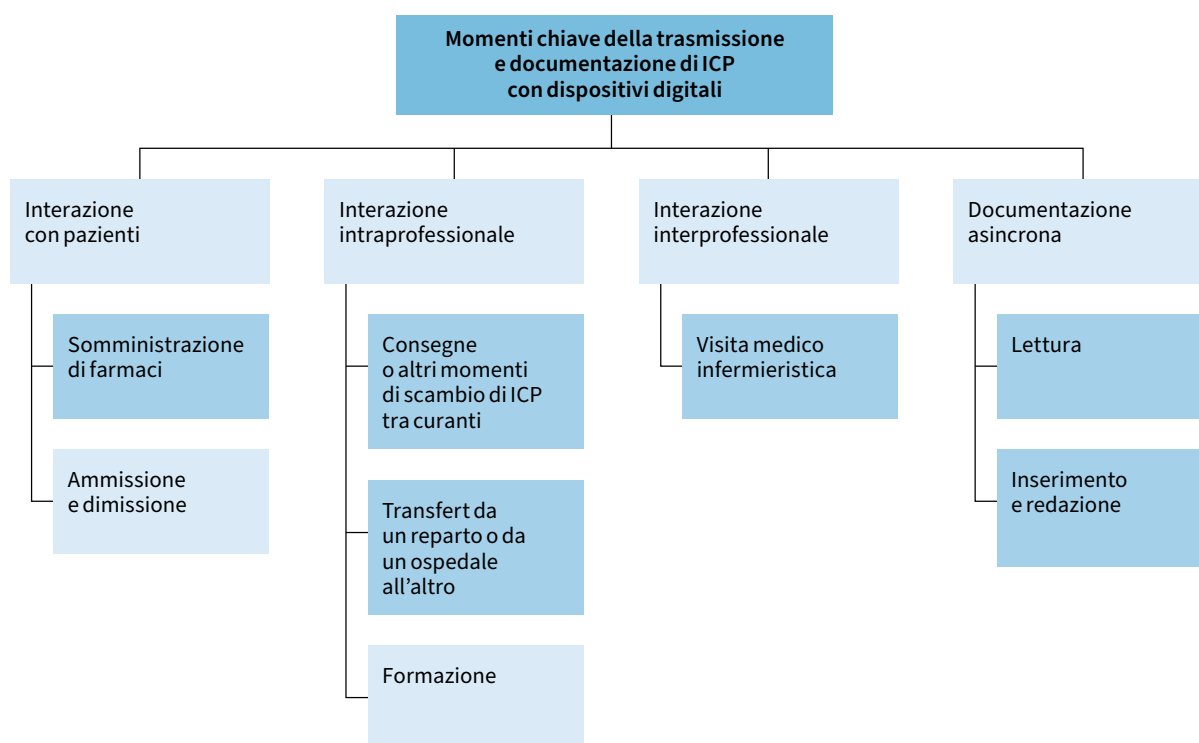 Momenti chiave della trasmissione
e documentazione di ICP
con dispositivi digitali
Interazione
con pazienti
Somministrazione
di farmaci
Ammissione
e dimissione
Interazione
intraprofessionale
Consegne
o altri momenti
di scambio di ICP
tra curanti
Transfert da
un reparto o da
un ospedale
all’altro
Formazione
Interazione
interprofessionale
Visita medico
infermieristica
Documentazione
asincrona
Lettura
Inserimento
e redazione